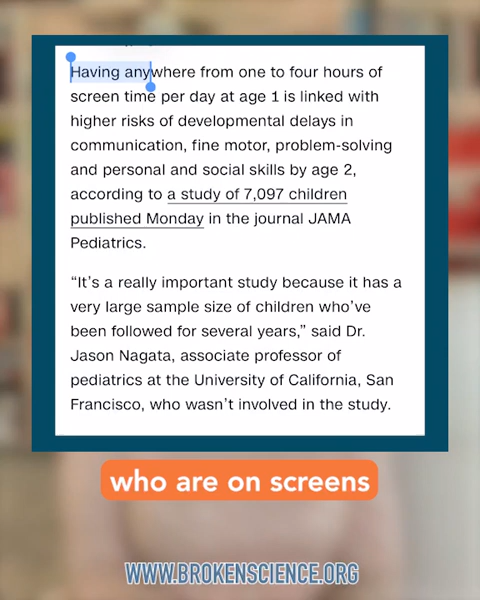 Having anywhere from one to four hours of
screen time per day at age 1 is linked with
higher risks of developmental delays in
communication, fine motor, problem-solving
and personal and social skills by age 2,
according to a study of 7,097 children
published Monday in the journal JAMA
Pediatrics.
“It’s a really important study because it has a
very large sample size of children who’ve
been followed for several years,” said Dr.
Jason Nagata, associate professor of
pediatrics at the University of California, San
Francisco, who wasn’t involved in the study.
who are on screens
WWW.BROKENSCIENCE.ORG